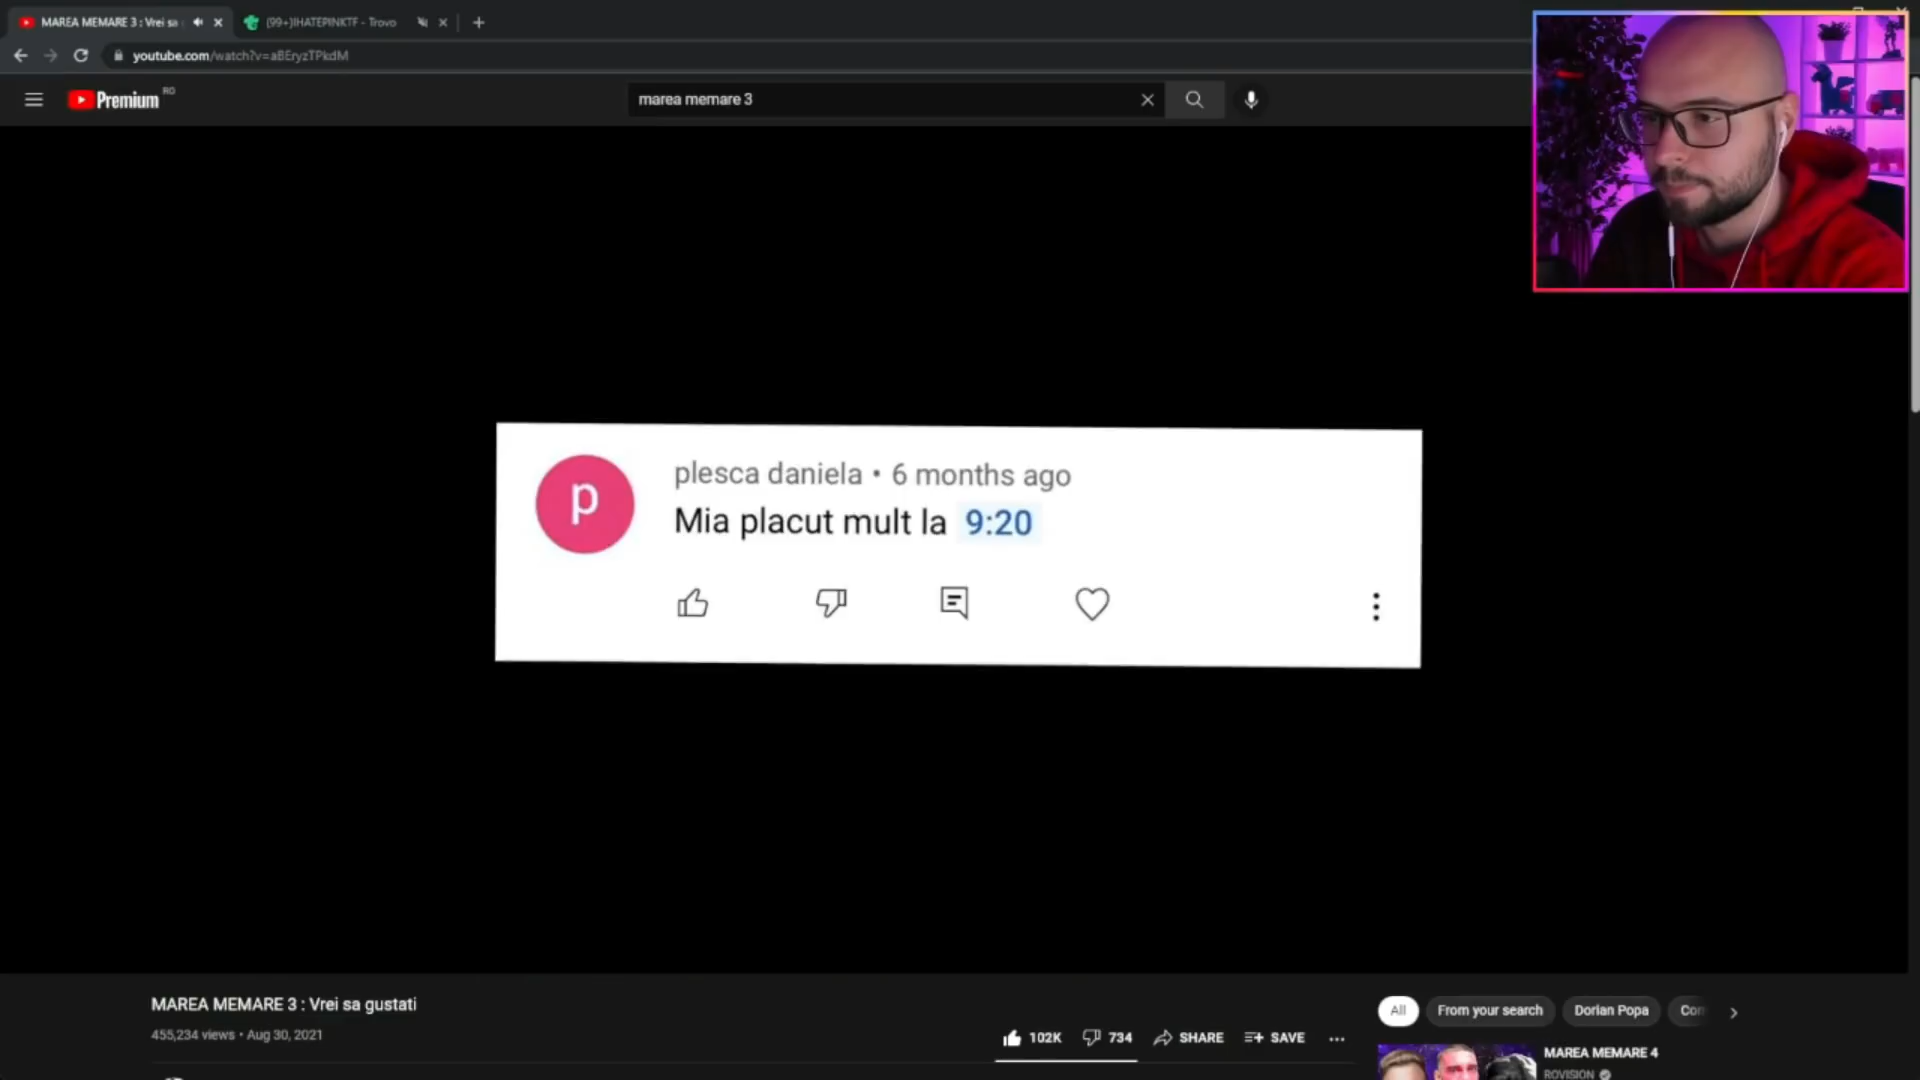 MAREA MEMARE 3 : Vrei sa
(99+)IHATEPINKTF - Trovo
youtube.com/watch?v=aBEryzTPkdM
Premium RO
marea memare 3
plesca daniela • 6 months ago
p
Mia placut mult la 9:20
MAREA MEMARE 3 : Vrei sa gustati
455,234 views • Aug 30, 2021
102K
734
SHARE
SAVE
All
From your search
Dorian Popa
MAREA MEMARE 4
ROVISION